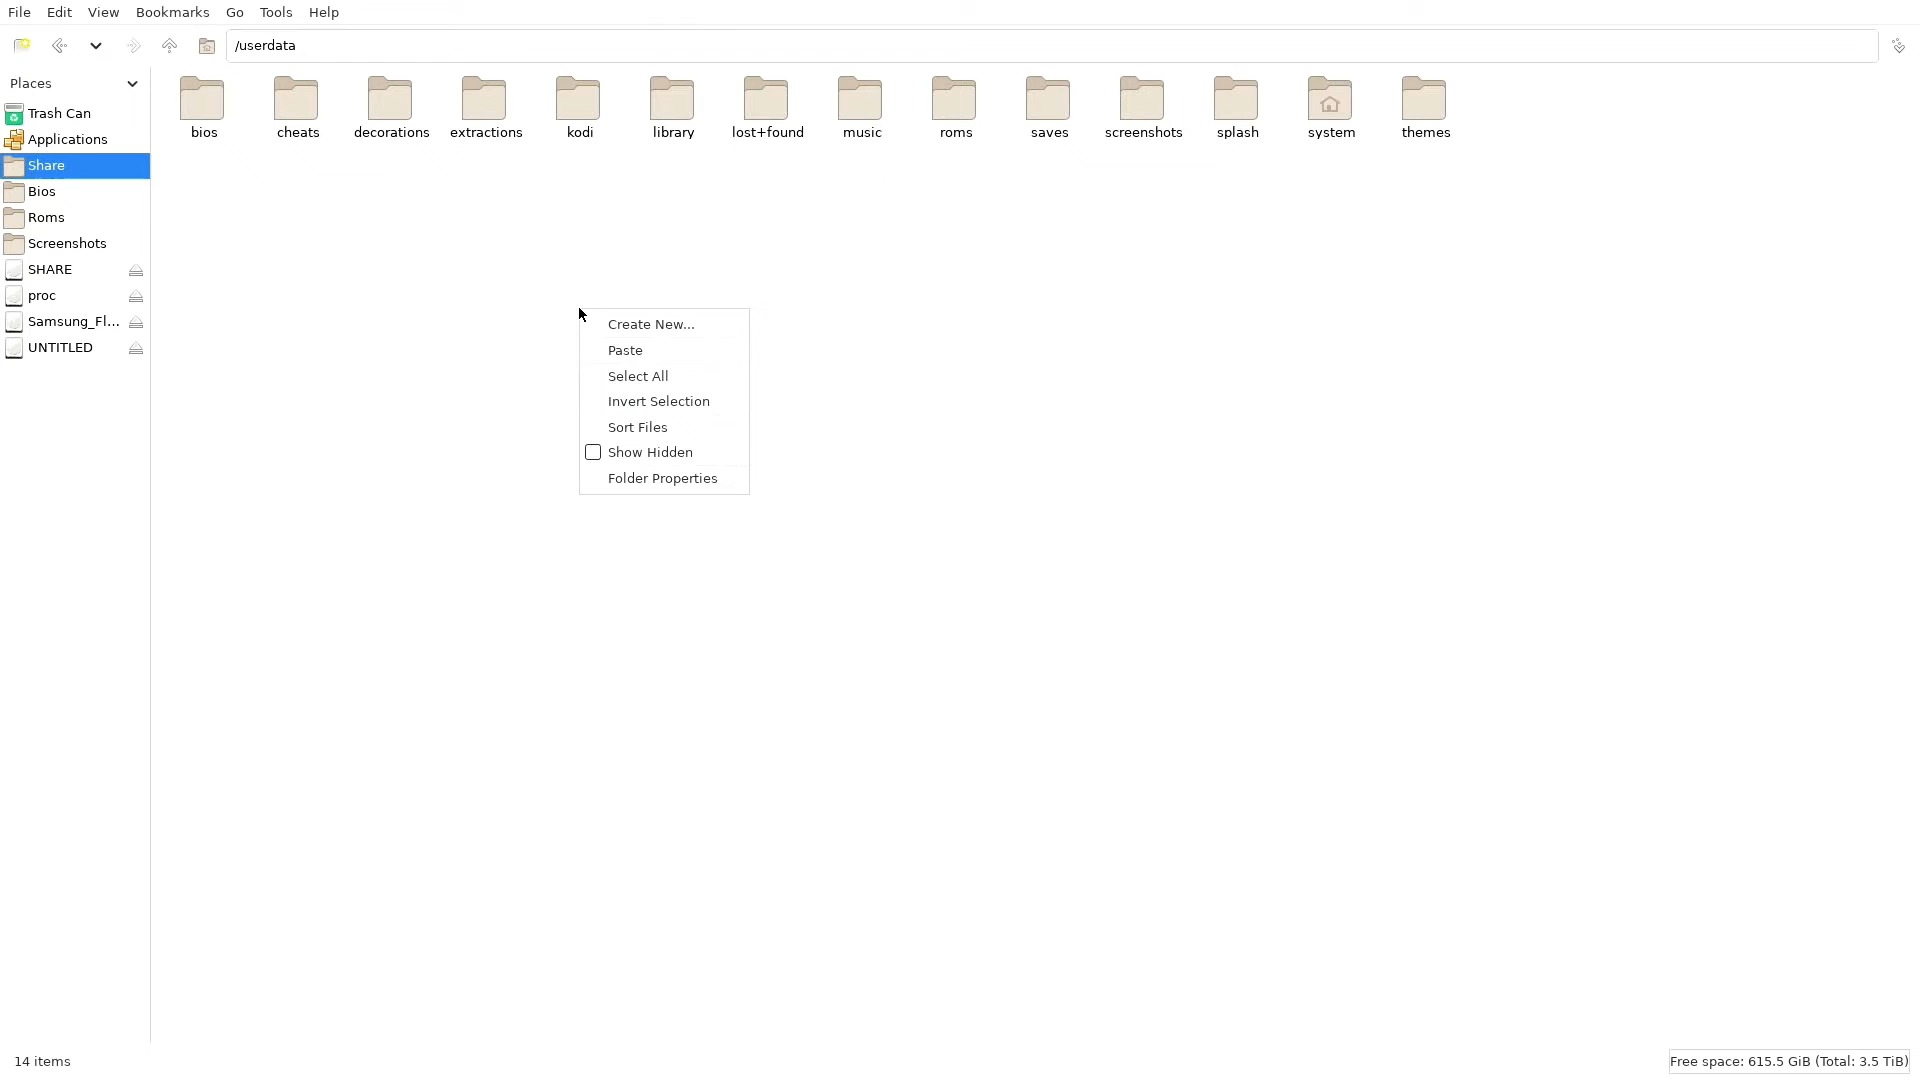 File Edit View Bookmarks Go Tools Help
/userdata
Places
Trash Can
Applications
Share
Bios
Roms
Screenshots
SHARE
proc
Samsung_Fl...
UNTITLED
bios cheats decorations extractions kodi library lost+found music roms saves screenshots splash system themes
Create New...
Paste
Select All
Invert Selection
Sort Files
Show Hidden
Folder Properties
14 items
Free space: 615.5 GiB (Total: 3.5 TiB)